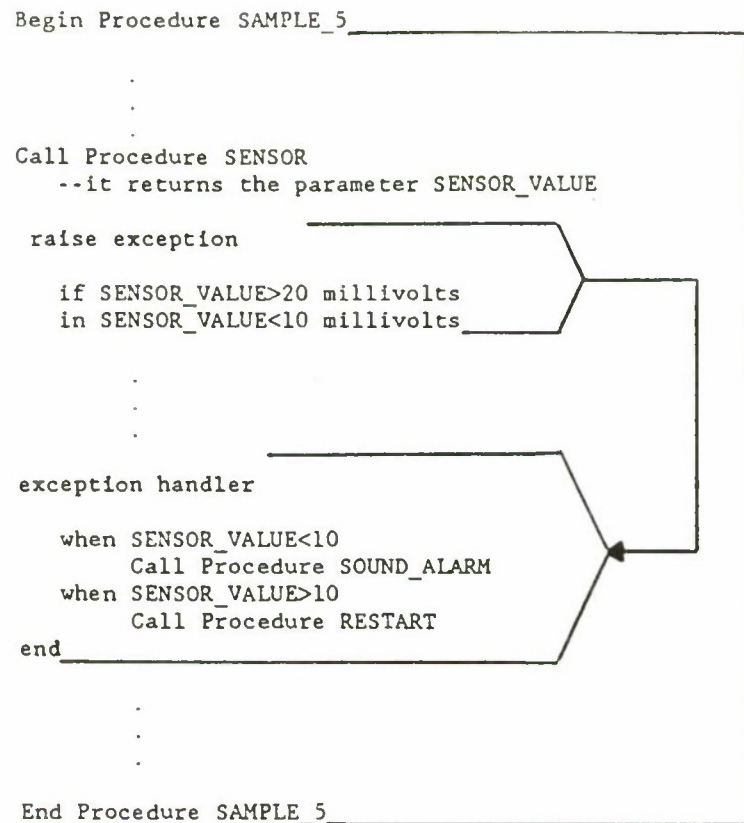 Begin Procedure SAMPLE_5
.
.
.
Call Procedure SENSOR
--it returns the parameter SENSOR_VALUE
raise exception
if SENSOR_VALUE>20 millivolts
in SENSOR_VALUE<10 millivolts
.
.
.
exception handler
when SENSOR_VALUE<10
Call Procedure SOUND_ALARM
when SENSOR_VALUE>10
Call Procedure RESTART
end
.
.
.
End Procedure SAMPLE_5